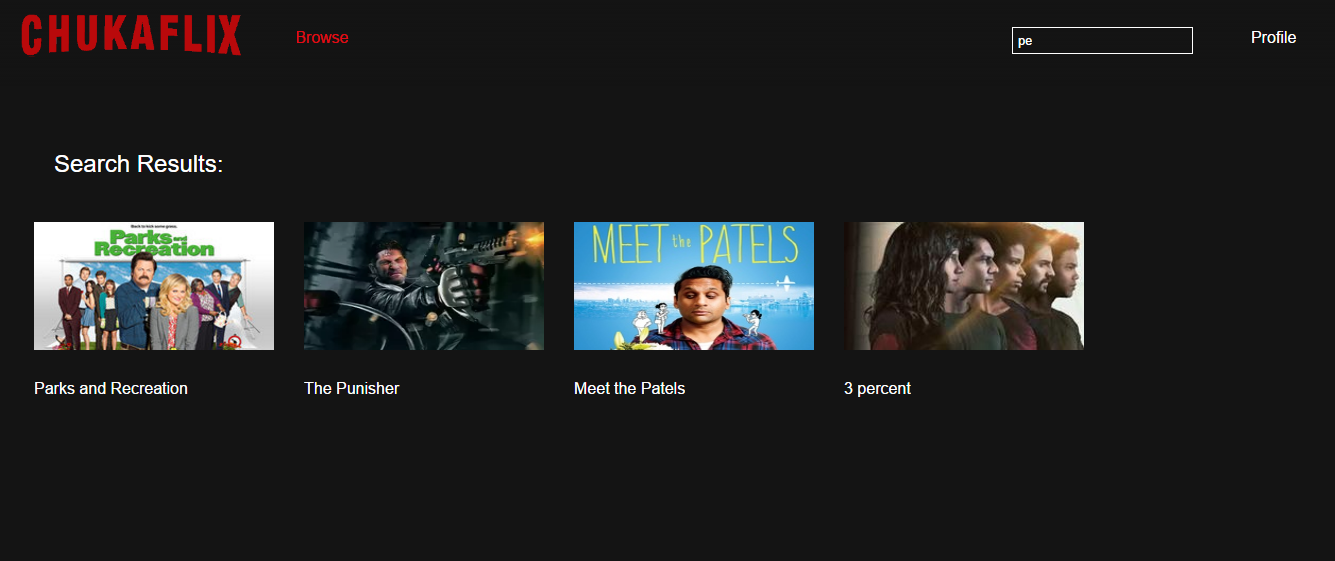 CHUKAFLIX
Browse
pe
Profile
Search Results:
Parks and
Recreation
MEET the PATELS
Parks and Recreation
The Punisher
Meet the Patels
3 percent